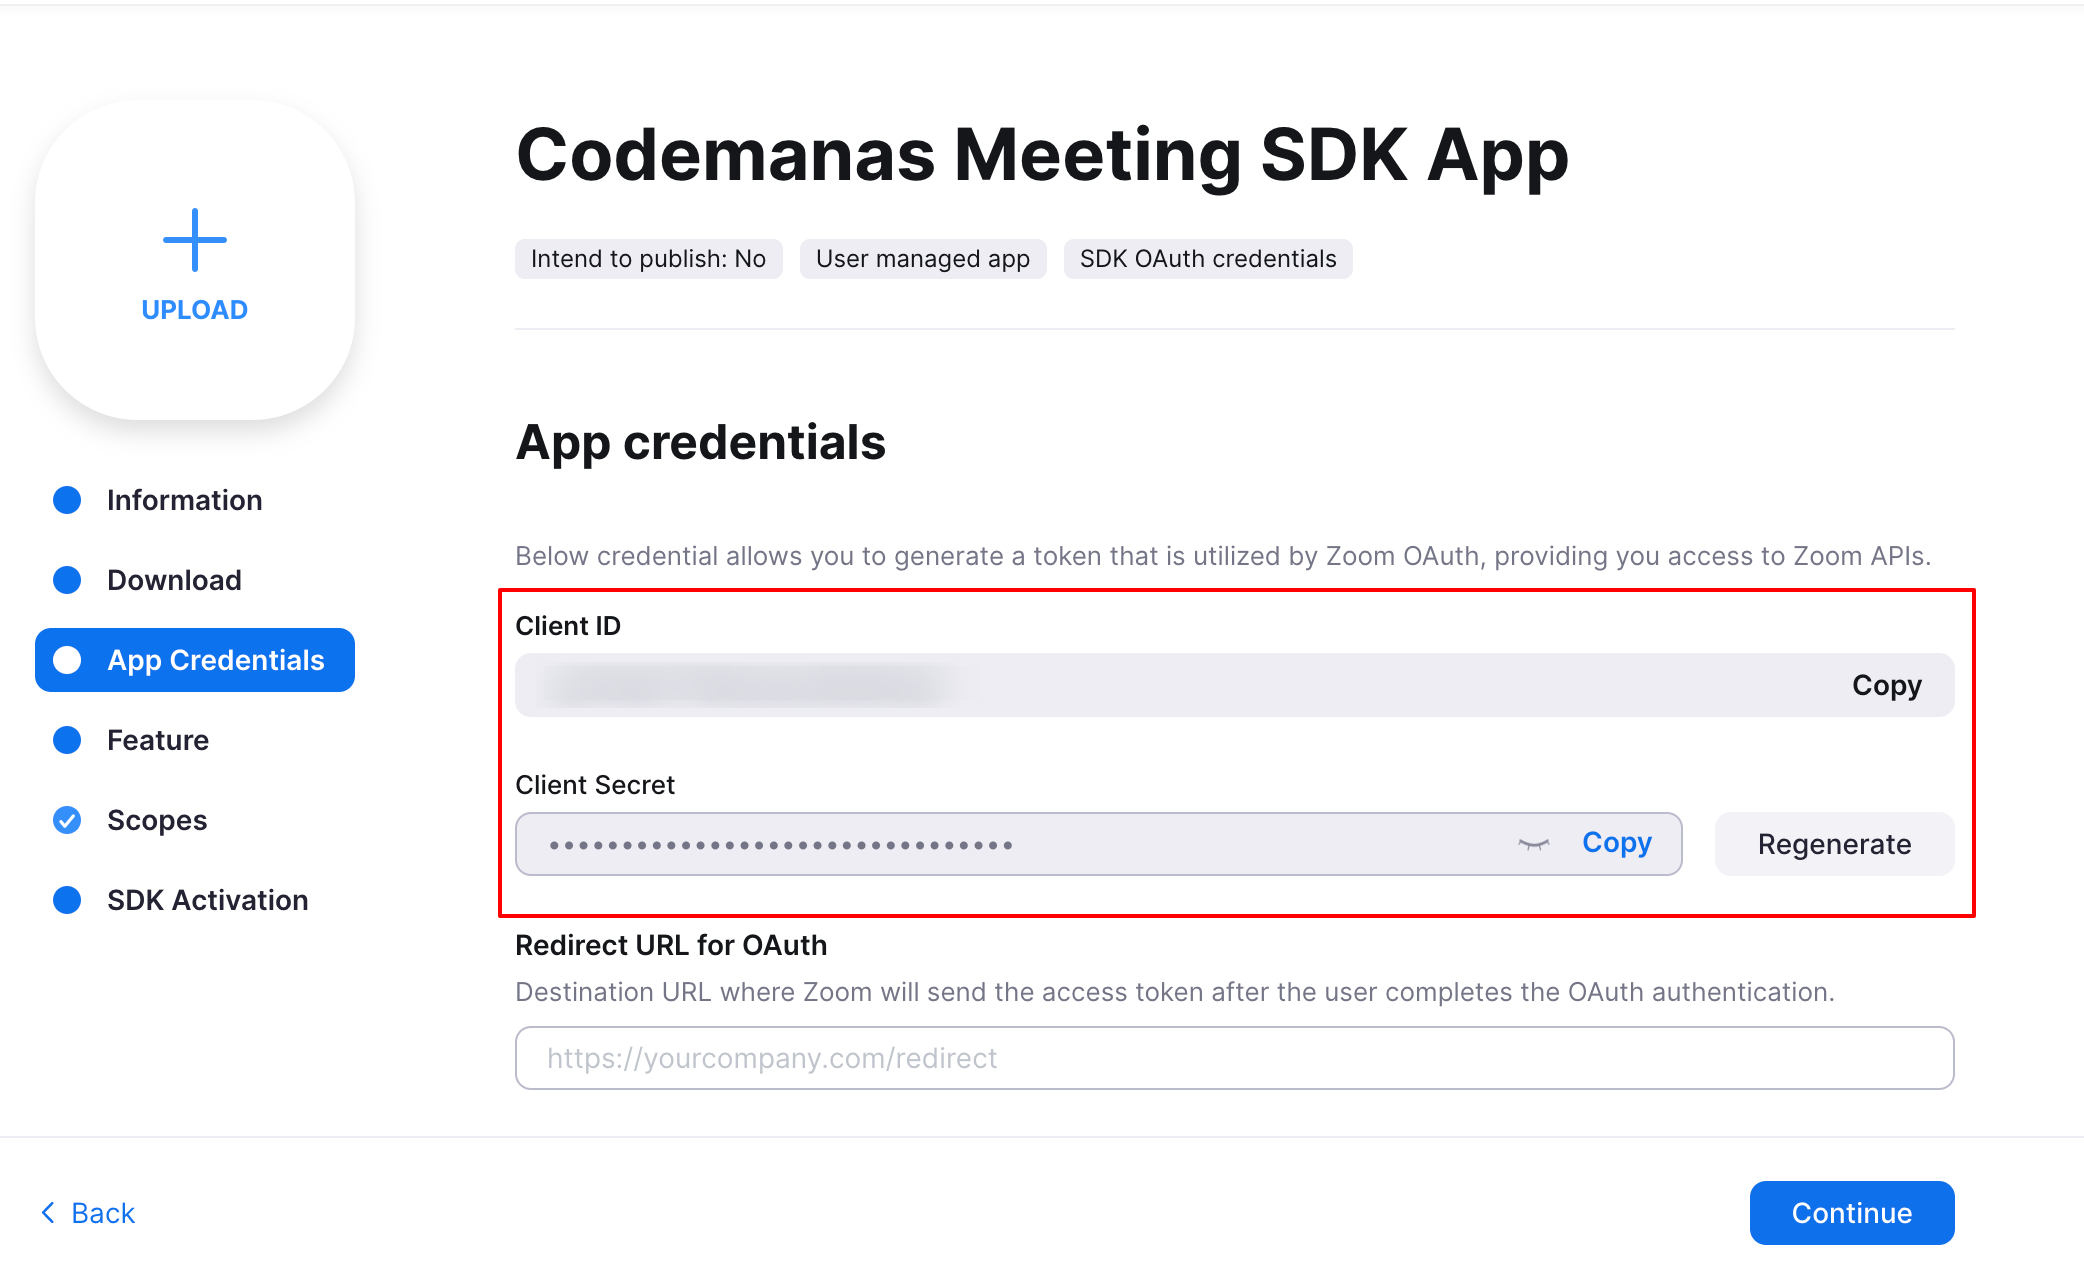 UPLOAD
Information
Download
App Credentials
Feature
Scopes
SDK Activation
Codemanas Meeting SDK App
Intend to publish: No
User managed app
SDK OAuth credentials
App credentials
Below credential allows you to generate a token that is utilized by Zoom OAuth, providing you access to Zoom APIs.
Client ID
Copy
Client Secret
Copy
Regenerate
Redirect URL for OAuth
Destination URL where Zoom will send the access token after the user completes the OAuth authentication.
https://yourcompany.com/redirect
Back
Continue